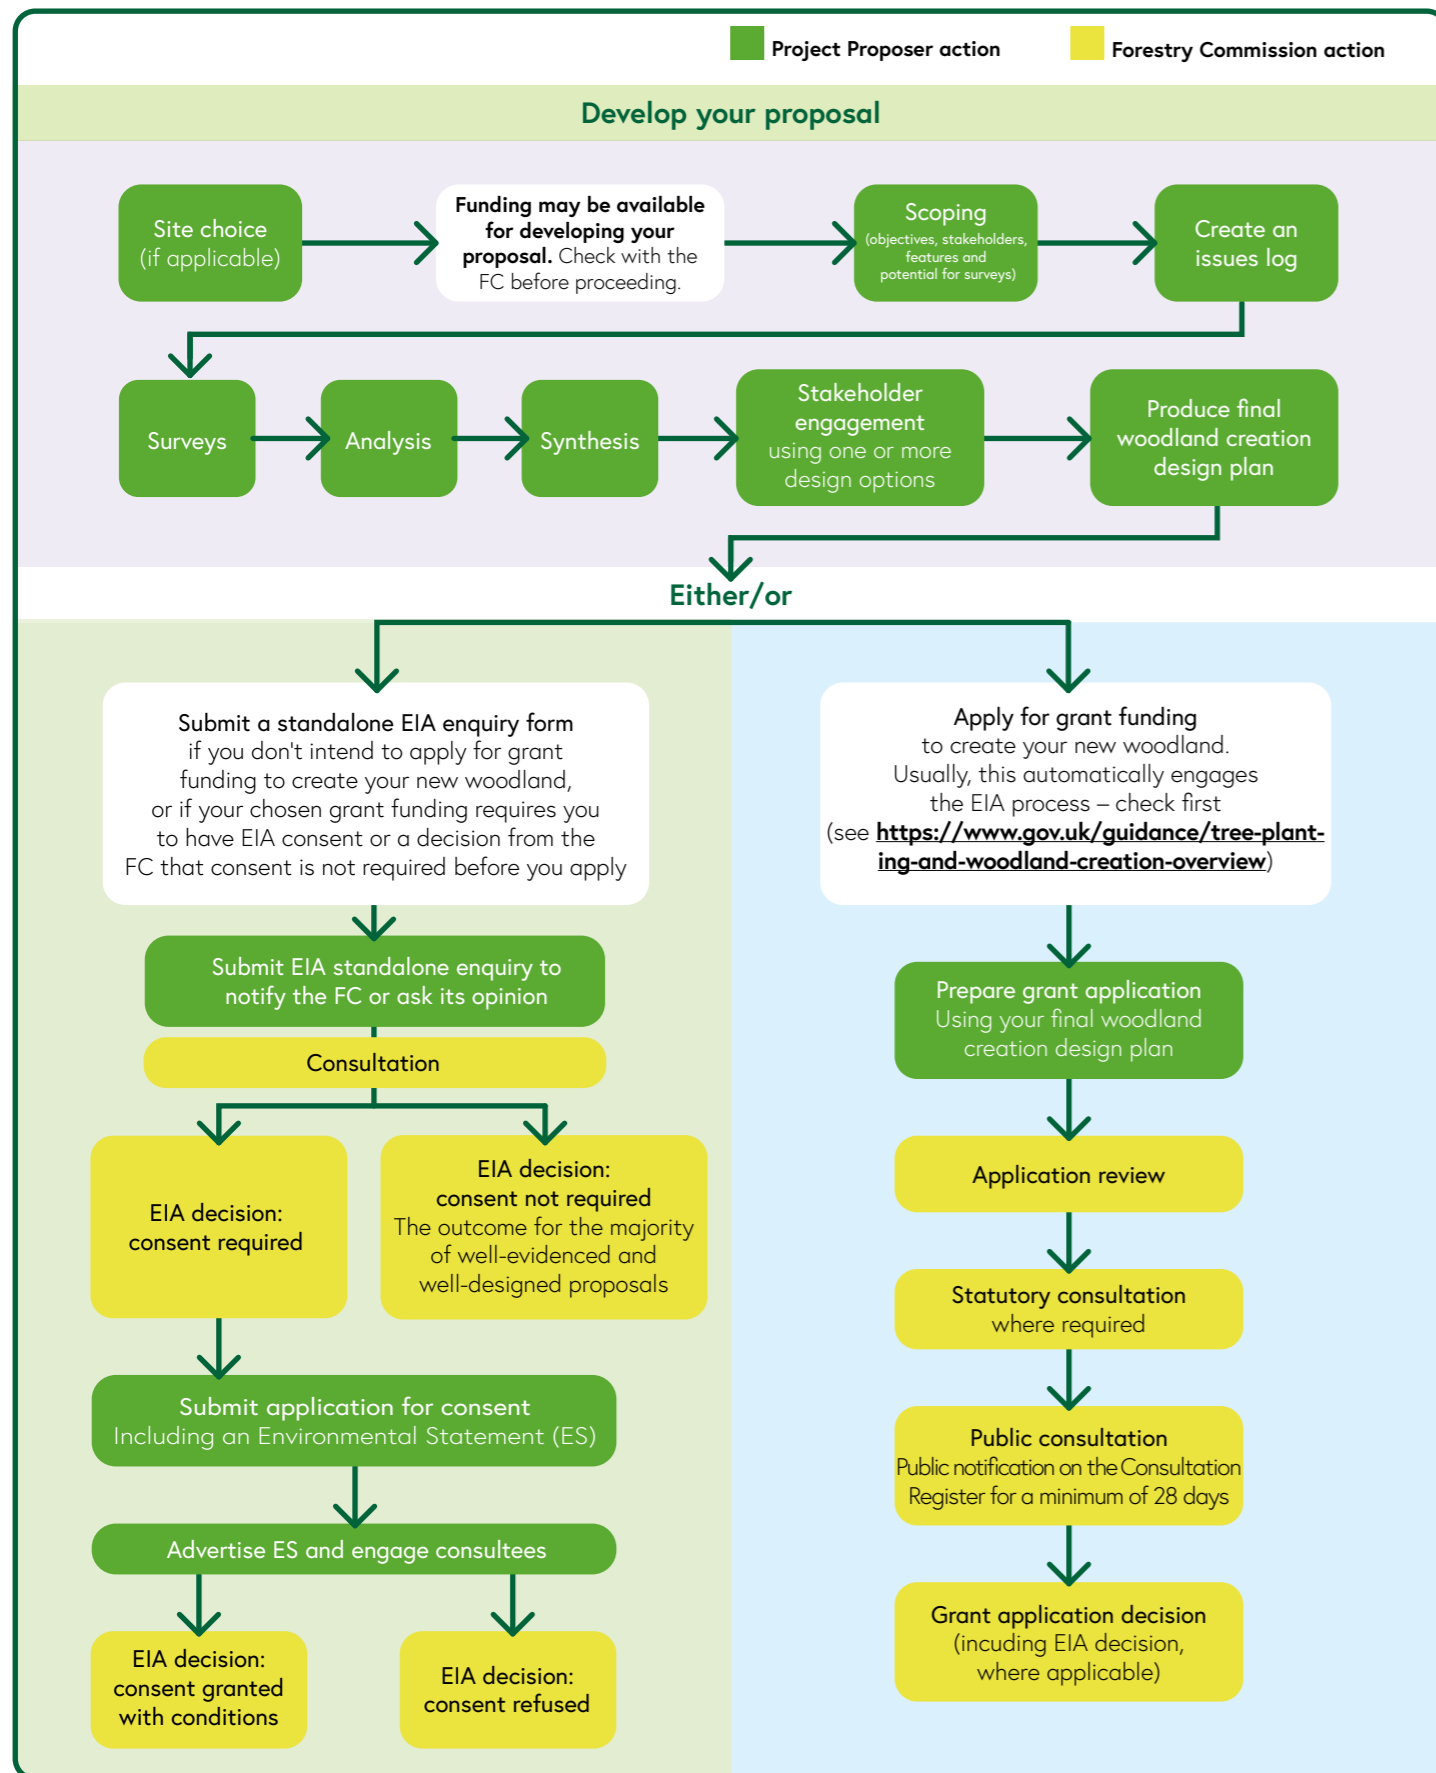 Project Proposer action
Forestry Commission action
Develop your proposal
Site choice
(if applicable)
Funding may be available
for developing your
proposal. Check with the
FC before proceeding.
Scoping
(objectives, stakeholders,
features and
potential for surveys)
Create an
issues log
Surveys
Analysis
Synthesis
Stakeholder
engagement
using one or more
design options
Produce final
woodland creation
design plan
Either/or
Submit a standalone EIA enquiry form
if you don't intend to apply for grant
funding to create your new woodland,
or if your chosen grant funding requires you
to have EIA consent or a decision from the
FC that consent is not required before you apply
Submit EIA standalone enquiry to
notify the FC or ask its opinion
Consultation
EIA decision:
consent required
EIA decision:
consent not required
The outcome for the majority
of well-evidenced and
well-designed proposals
Submit application for consent
Including an Environmental Statement (ES)
Advertise ES and engage consultees
EIA decision:
consent granted
with conditions
EIA decision:
consent refused
Apply for grant funding
to create your new woodland.
Usually, this automatically engages
the EIA process – check first
(see https://www.gov.uk/guidance/tree-plant-
ing-and-woodland-creation-overview)
Prepare grant application
Using your final woodland
creation design plan
Application review
Statutory consultation
where required
Public consultation
Public notification on the Consultation
Register for a minimum of 28 days
Grant application decision
(incuding EIA decision,
where applicable)